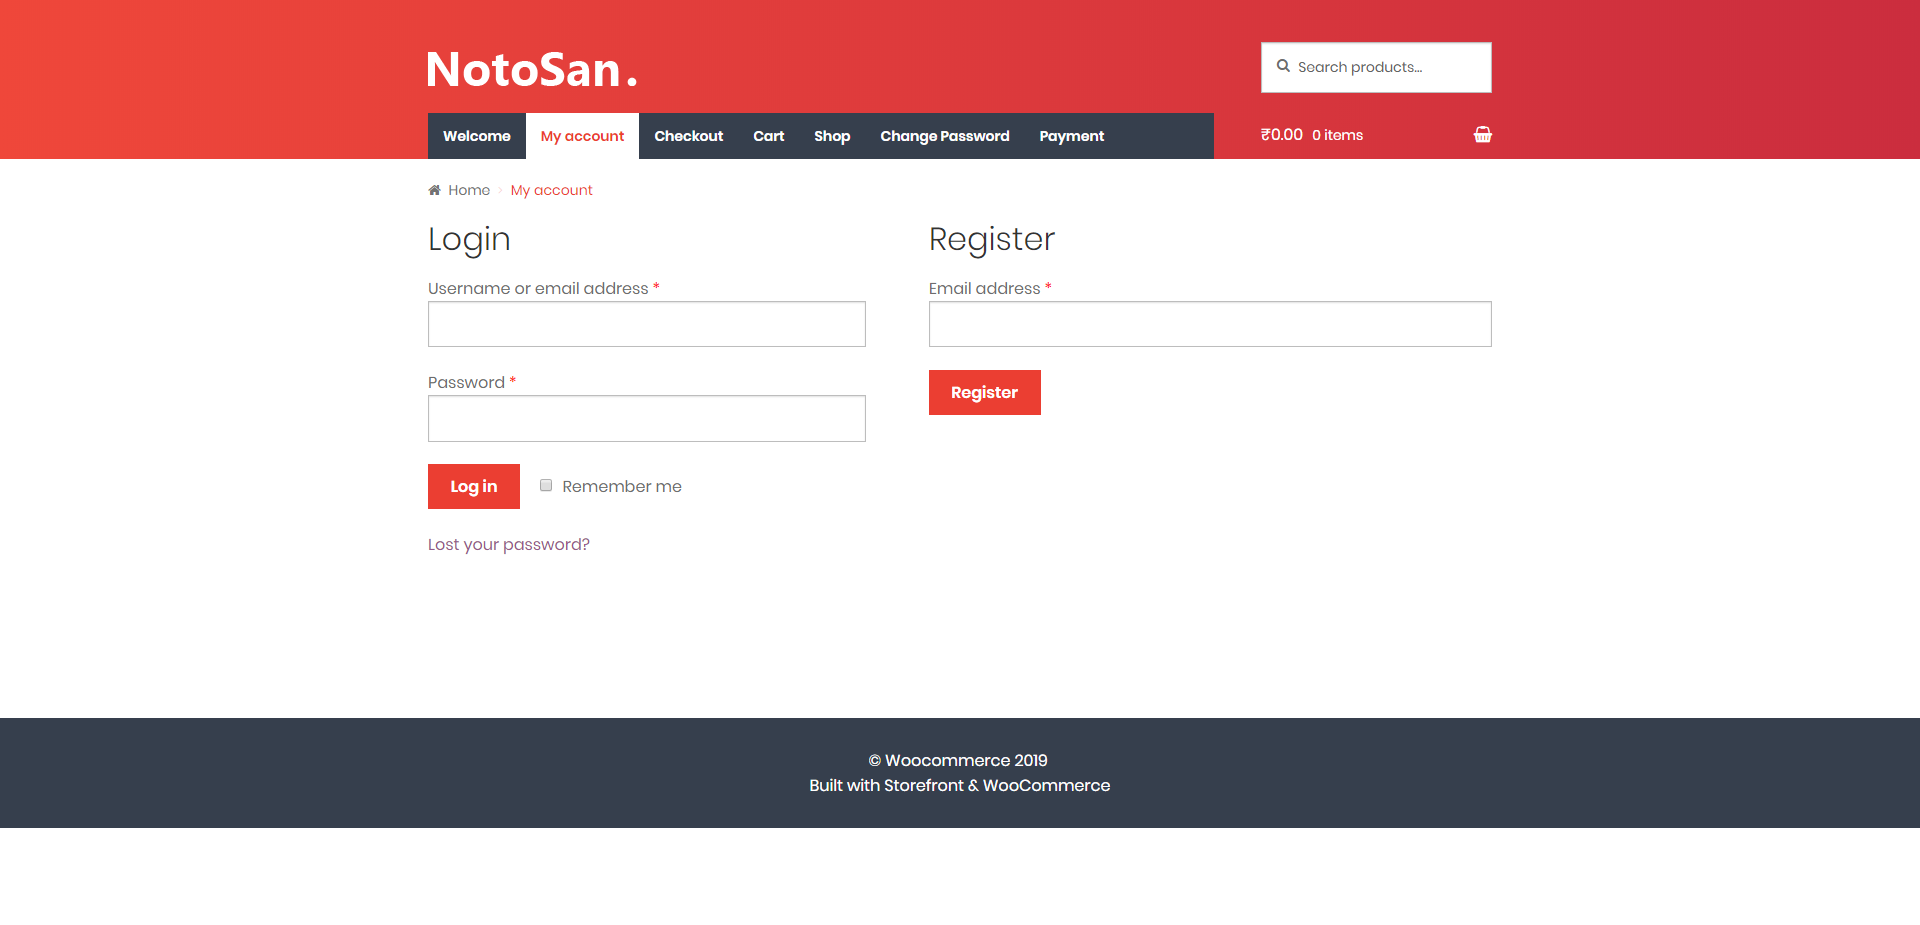 NotoSan.
Search products...
Welcome My account Checkout Cart Shop Change Password Payment
₹0.00 0 items
Home My account
Login
Username or email address *
Password *
Log in Remember me
Lost your password?
Register
Email address *
Register
© Woocommerce 2019
Built with Storefront & WooCommerce